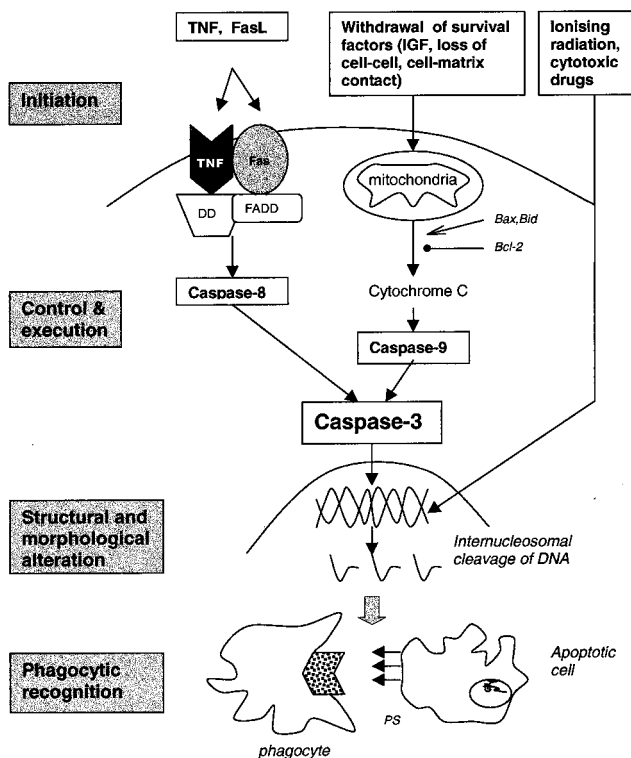 TNF, FasL
Withdrawal of survival
factors (IGF, loss of
cell-cell, cell-matrix
contact)
Ionising
radiation,
cytotoxic
drugs
Initiation
TNF
Fas
mitochondria
DD
FADD
Bax,Bid
Bcl-2
Caspase-8
Cytochrome C
Control &
execution
Caspase-9
Caspase-3
Structural and
morphological
alteration
Internucleosomal
cleavage of DNA
Phagocytic
recognition
Apoptotic
cell
PS
phagocyte